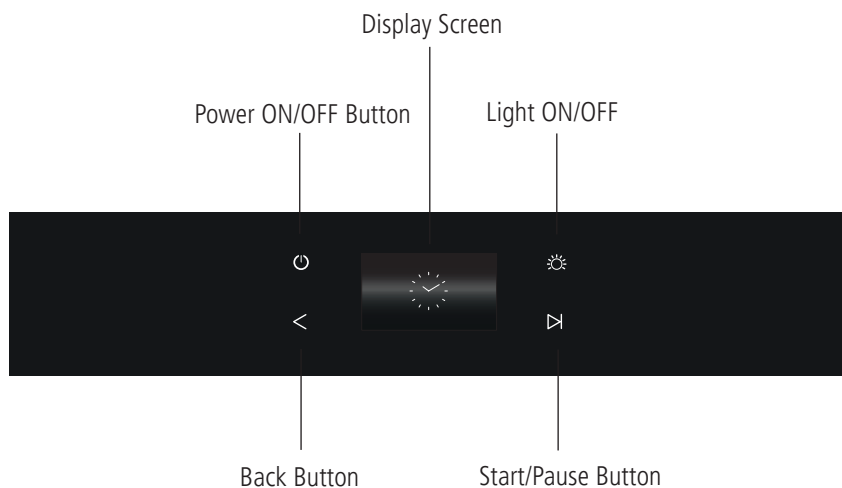 Display Screen
Power ON/OFF Button
Light ON/OFF
Back Button
Start/Pause Button